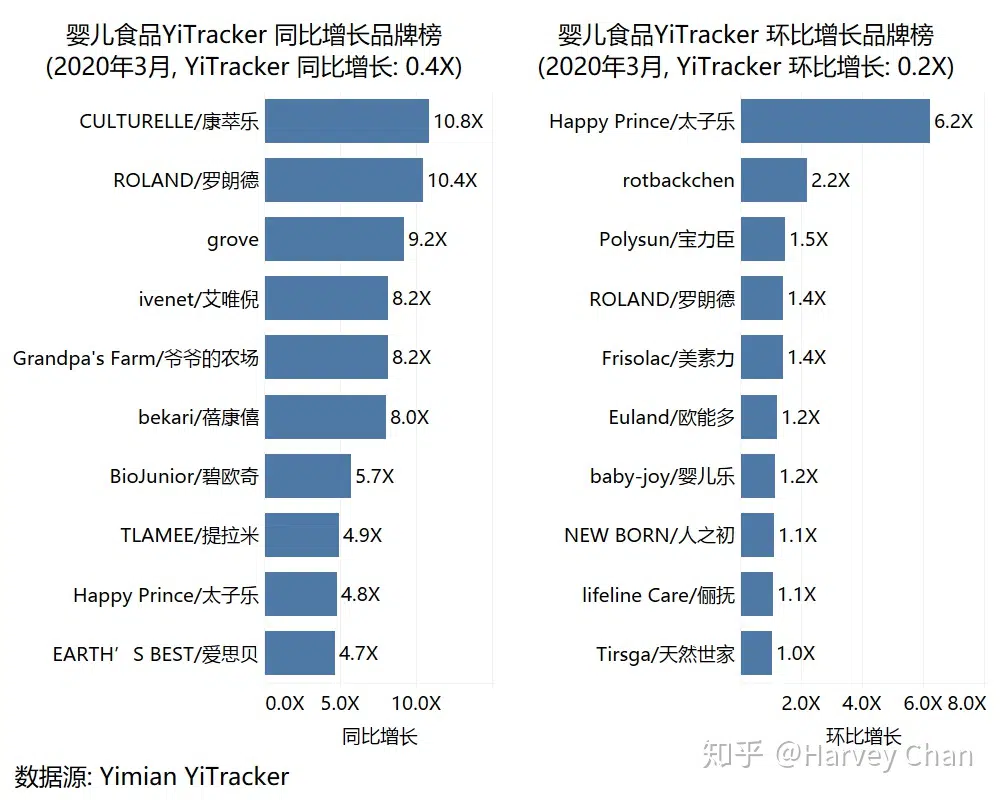 婴儿食品YiTracker 同比增长品牌榜
(2020年3月, YiTracker 同比增长: 0.4X)
CULTURELLE/康萃乐 10.8X
ROLAND/罗朗德 10.4X
grove 9.2X
ivenet/艾唯倪 8.2X
Grandpa's Farm/爷爷的农场 8.2X
bekari/蓓康僖 8.0X
BioJunior/碧欧奇 5.7X
TLAMEE/提拉米 4.9X
Happy Prince/太子乐 4.8X
EARTH’S BEST/爱思贝 4.7X
0.0X 5.0X 10.0X
同比增长
婴儿食品YiTracker 环比增长品牌榜
(2020年3月, YiTracker 环比增长: 0.2X)
Happy Prince/太子乐 6.2X
rotbackchen 2.2X
Polysun/宝力臣 1.5X
ROLAND/罗朗德 1.4X
Frisolac/美素力 1.4X
Euland/欧能多 1.2X
baby-joy/婴儿乐 1.2X
NEW BORN/人之初 1.1X
lifeline Care/俪抚 1.1X
Tirsga/天然世家 1.0X
2.0X 4.0X 6.0X 8.0X
环比增长
数据源: Yimian YiTracker
知乎 @Harvey Chan